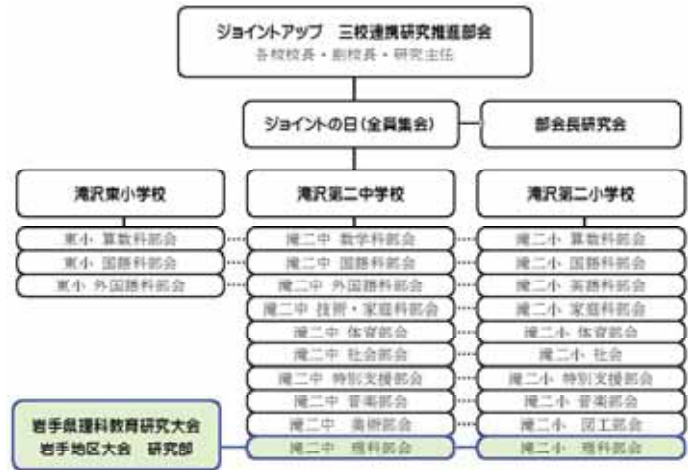 ジョイントアップ 三校連携研究推進部会
各校校長・副校長・研究主任
ジョイントの日(全員集会)
部会長研究会
滝沢東小学校
滝沢第二中学校
滝沢第二小学校
東小 算数科部会
滝二中 数学科部会
滝二小 算数科部会
東小 国語科部会
滝二中 国語科部会
滝二小 国語科部会
東小 外国語科部会
滝二中 外国語科部会
滝二小 英語科部会
滝二中 技術・家庭科部会
滝二小 家庭科部会
滝二中 体育部会
滝二小 体育部会
滝二中 社会部会
滝二小 社会
滝二中 特別支援部会
滝二小 特別支援部会
滝二中 音楽部会
滝二小 音楽部会
岩手県理科教育研究大会
岩手地区大会 研究部
滝二中 美術部会
滝二小 図工部会
滝二中 理科部会
滝二小 理科部会